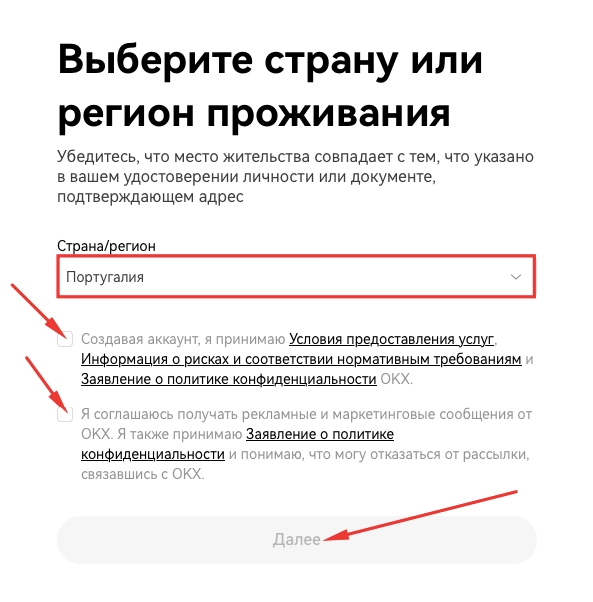 Выберите страну или
регион проживания
Убедитесь, что место жительства совпадает с тем, что указано
в вашем удостоверении личности или документе,
подтверждающем адрес
Страна/регион
Португалия
Создавая аккаунт, я принимаю Условия предоставления услуг,
Информация о рисках и соответствии нормативным требованиям и
Заявление о политике конфиденциальности OKX.
Я соглашаюсь получать рекламные и маркетинговые сообщения от
OKX. Я также принимаю Заявление о политике
конфиденциальности и понимаю, что могу отказаться от рассылки,
связавшись с OKX.
Далее